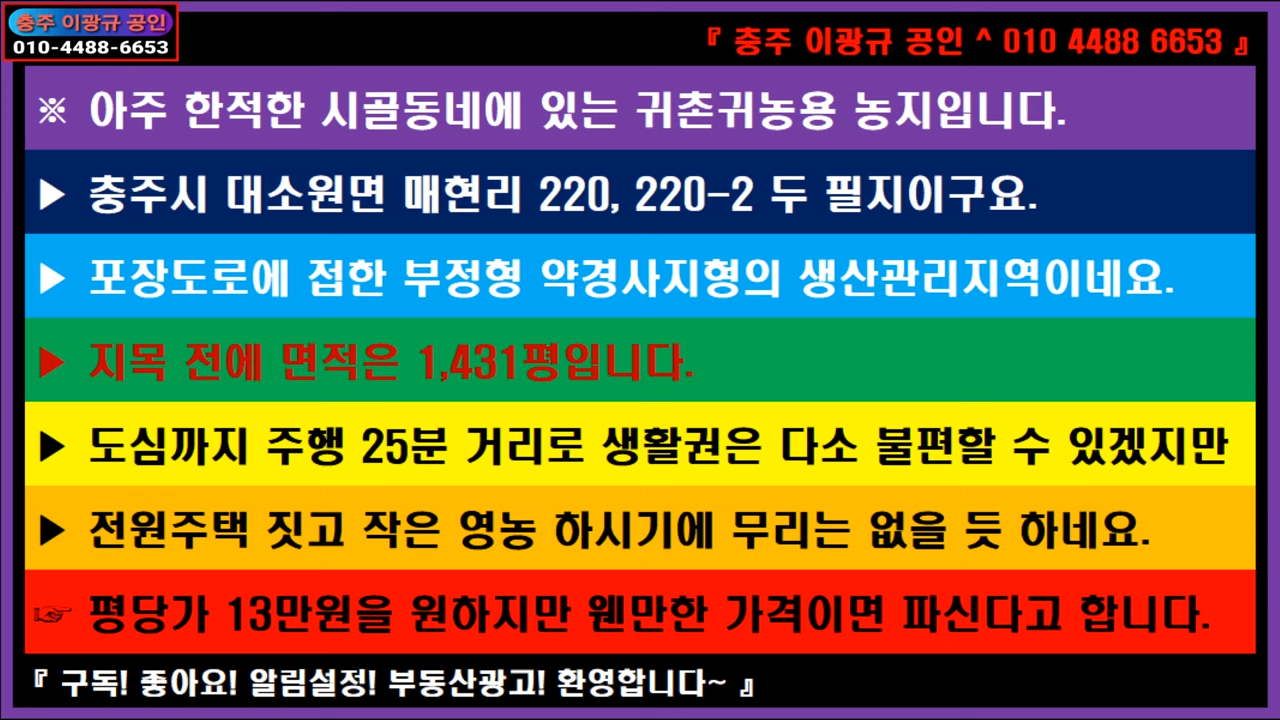 충주 이광규 공인
010-4488-6653
『 충주 이광규 공인 ^ 010 4488 6653 』
※ 아주 한적한 시골동네에 있는 귀촌귀농용 농지입니다.
▶ 충주시 대소원면 매현리 220, 220-2 두 필지이구요.
▶ 포장도로에 접한 부정형 약경사지형의 생산관리지역이네요.
▶ 지목 전에 면적은 1,431평입니다.
▶ 도심까지 주행 25분 거리로 생활권은 다소 불편할 수 있겠지만
▶ 전원주택 짓고 작은 영농 하시기에 무리는 없을 듯 하네요.
☞ 평당가 13만원을 원하지만 웬만한 가격이면 파신다고 합니다.
『 구독! 좋아요! 알림설정! 부동산광고! 환영합니다~ 』